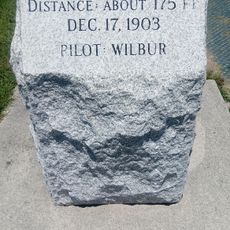 DISTANCE: ABOUT 175 FT
DEC. 17, 1903
PILOT: WILBUR